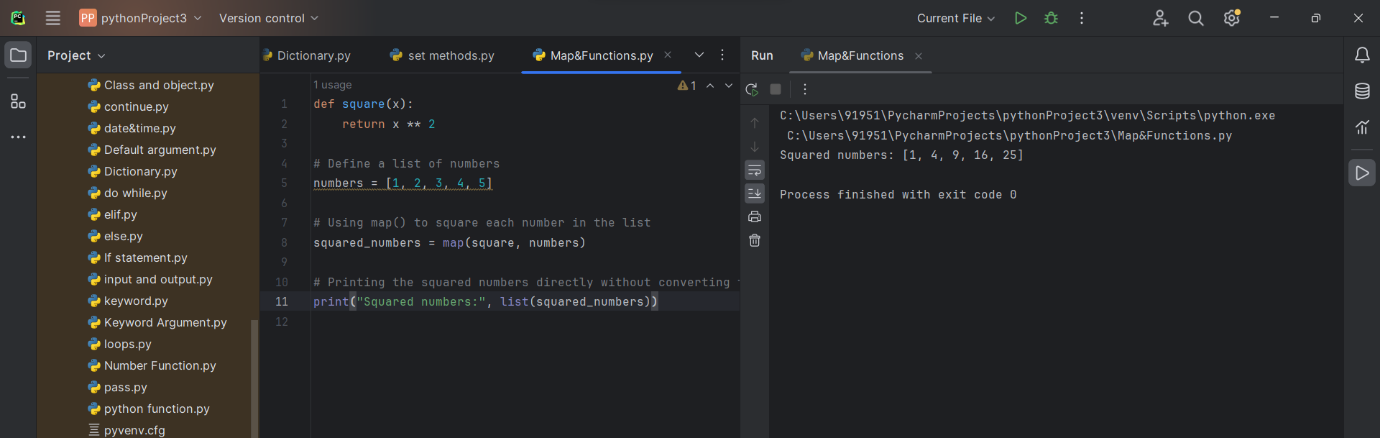 PC
PP pythonProject3 Version control Current File
Project
Class and object.py
continue.py
date&time.py
Default argument.py
Dictionary.py
do while.py
elif.py
else.py
If statement.py
input and output.py
keyword.py
Keyword Argument.py
loops.py
Number Function.py
pass.py
python function.py
pyvenv.cfg
Dictionary.py set methods.py Map&Functions.py
1 usage
1
1 def square(x):
2 return x ** 2
3
4 # Define a list of numbers
5 numbers = [1, 2, 3, 4, 5]
6
7 # Using map() to square each number in the list
8 squared_numbers = map(square, numbers)
9
10 # Printing the squared numbers directly without converting
11 print("Squared numbers:", list(squared_numbers))
12
Run Map&Functions
C:\Users\91951\PycharmProjects\pythonProject3\venv\Scripts\python.exe
C:\Users\91951\PycharmProjects\pythonProject3\Map&Functions.py
Squared numbers: [1, 4, 9, 16, 25]
Process finished with exit code 0